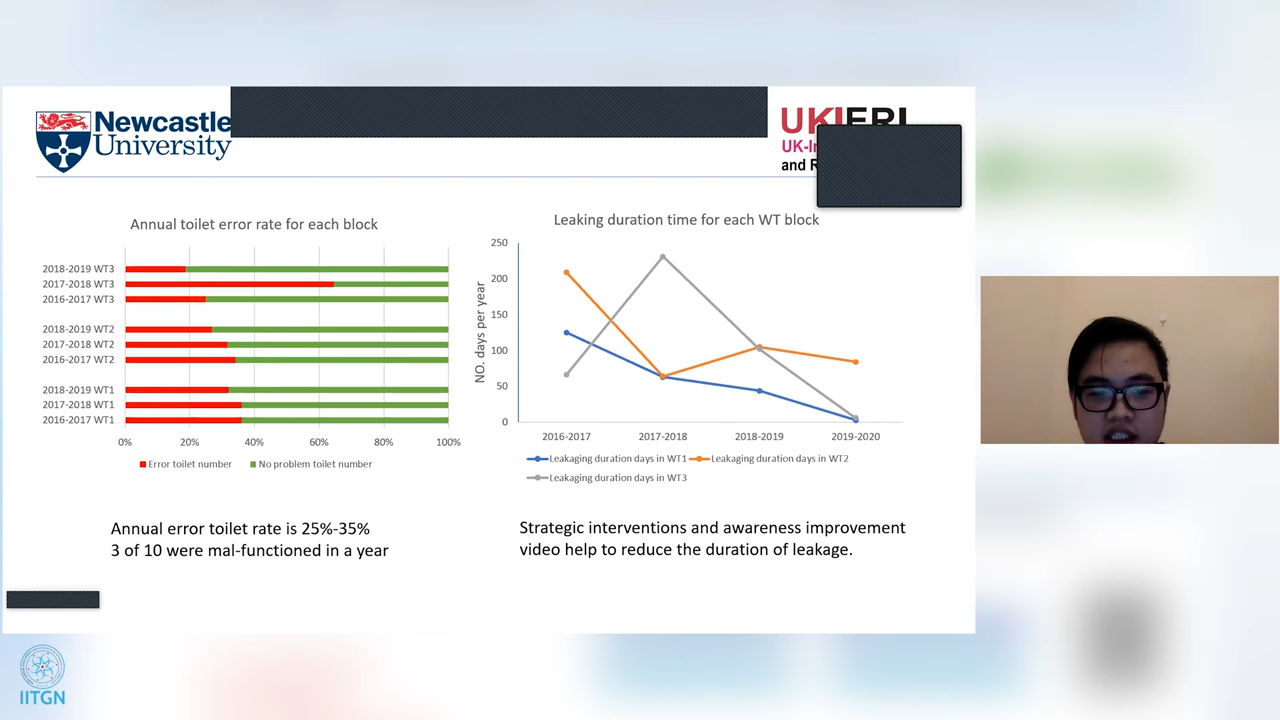 Newcastle
University
UKIERI
UK-
and
Annual toilet error rate for each block
2018-2019 WT3
2017-2018 WT3
2016-2017 WT3
2018-2019 WT2
2017-2018 WT2
2016-2017 WT2
2018-2019 WT1
2017-2018 WT1
2016-2017 WT1
0% 20% 40% 60% 80% 100%
Error toilet number No problem toilet number
Leaking duration time for each WT block
NO. days per year
250
200
150
100
50
0
2016-2017 2017-2018 2018-2019 2019-2020
Leakaging duration days in WT1 Leakaging duration days in WT2
Leakaging duration days in WT3
Annual error toilet rate is 25%-35%
3 of 10 were mal-functioned in a year
Strategic interventions and awareness improvement
video help to reduce the duration of leakage.
IITGN